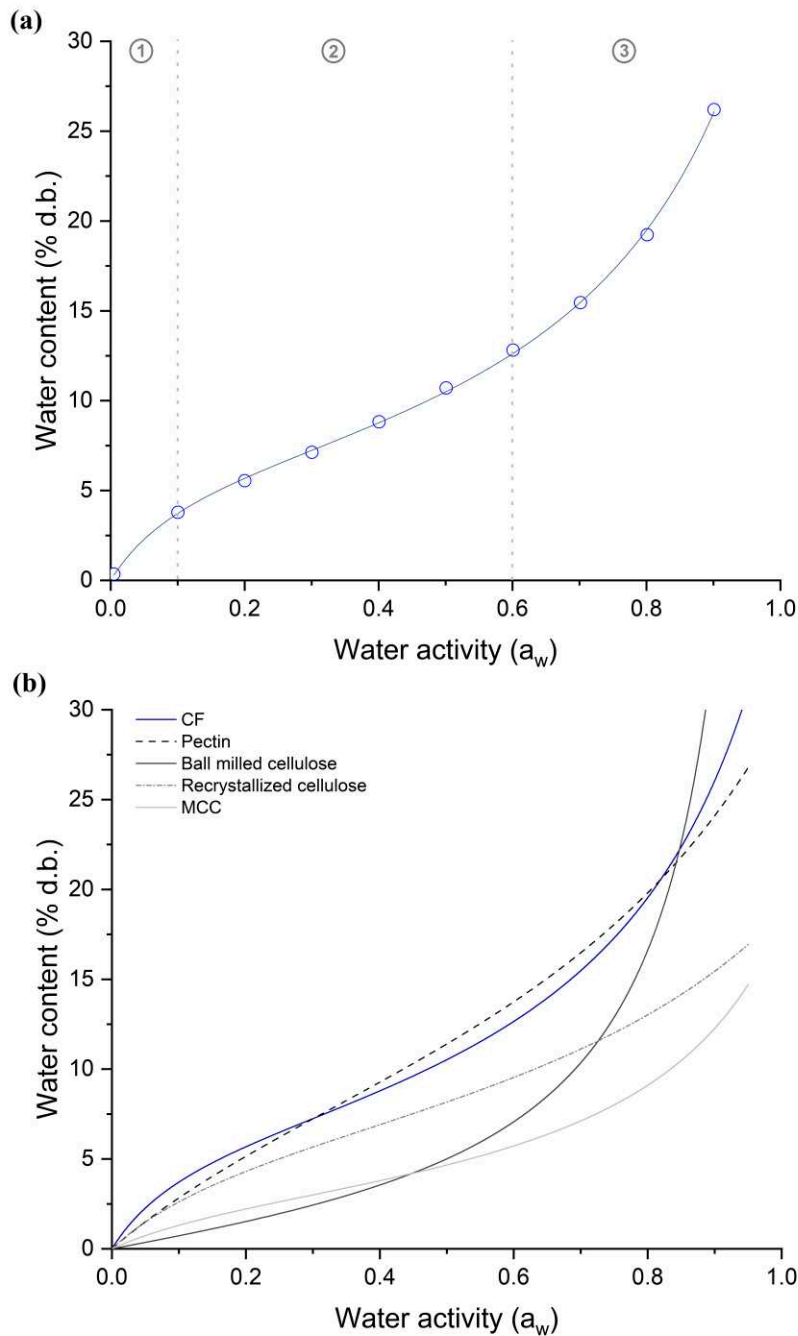 (a)
① ② ③
30
25
20
15
10
5
0
Water content (% d.b.)
0.0 0.2 0.4 0.6 0.8 1.0
Water activity (a_w)
(b)
30
25
20
15
10
5
0
Water content (% d.b.)
CF
Pectin
Ball milled cellulose
Recrystallized cellulose
MCC
0.0 0.2 0.4 0.6 0.8 1.0
Water activity (a_w)